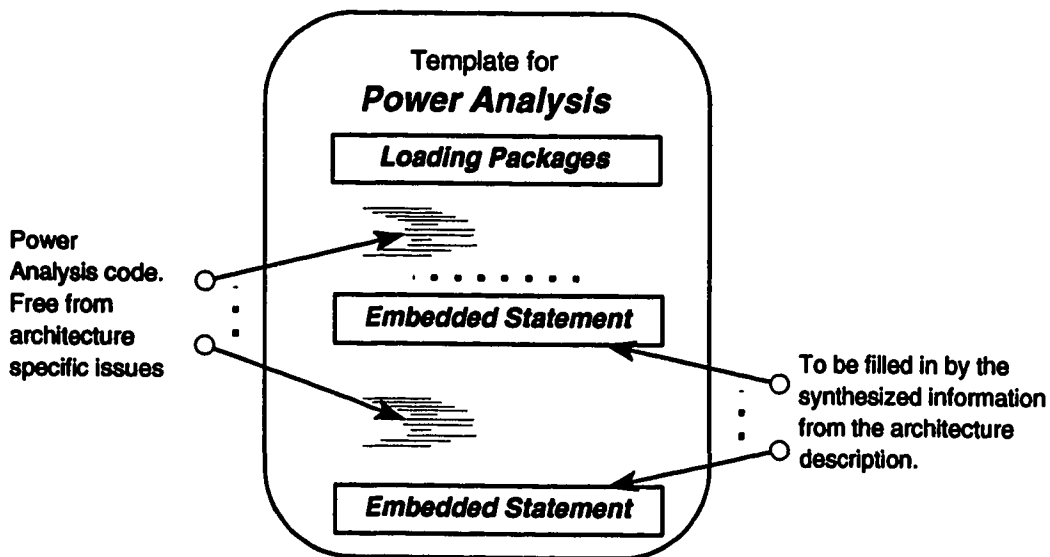 Template for
Power Analysis
Loading Packages
Power
Analysis code.
Free from
architecture
specific issues
Embedded Statement
To be filled in by the
synthesized information
from the architecture
description.
Embedded Statement